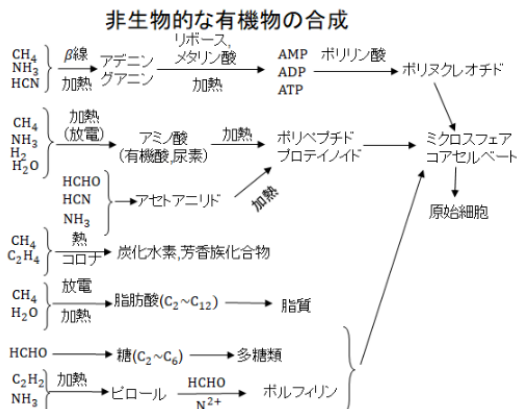 非生物的な有機物の合成
CH₄
NH₃
HCN
β線
加熱
アデニン
グアニン
リボース,
メタリン酸
加熱
AMP
ADP
ATP
ポリリン酸
ポリヌクレオチド
CH₄
NH₃
H₂
H₂O
加熱
(放電)
アミノ酸
(有機酸,尿素)
加熱
ポリペプチド
プロテイノイド
ミクロスフェア
コアセルベート
原始細胞
HCHO
HCN
NH₃
アセトアニリド
加熱
CH₄
C₂H₄
熱
コロナ
炭化水素,芳香族化合物
CH₄
H₂O
放電
加熱
脂肪酸(C₂~C₁₂)
脂質
HCHO
糖(C₂~C₆)
多糖類
C₂H₂
NH₃
加熱
ピロール
HCHO
N²⁺
ポルフィリン